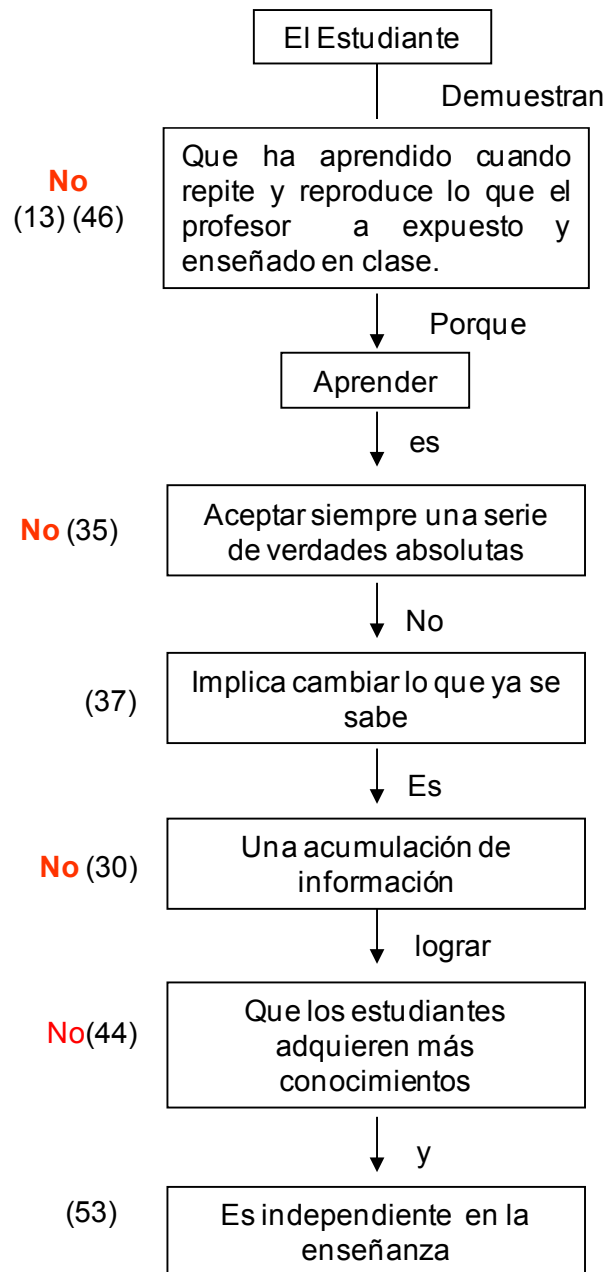 El Estudiante
Demuestran
No
(13) (46)
Que ha aprendido cuando
repite y reproduce lo que el
profesor a expuesto y
enseñado en clase.
Porque
Aprender
es
No (35)
Aceptar siempre una serie
de verdades absolutas
No
(37)
Implica cambiar lo que ya se
sabe
Es
No (30)
Una acumulación de
información
lograr
No(44)
Que los estudiantes
adquieren más
conocimientos
y
(53)
Es independiente en la
enseñanza